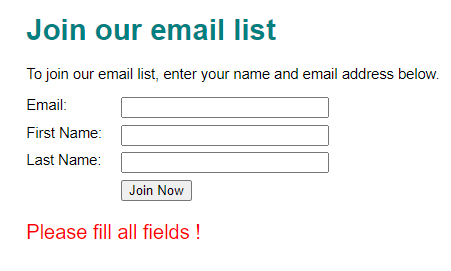 Join our email list
To join our email list, enter your name and email address below.
Email:
First Name:
Last Name:
Join Now
Please fill all fields !